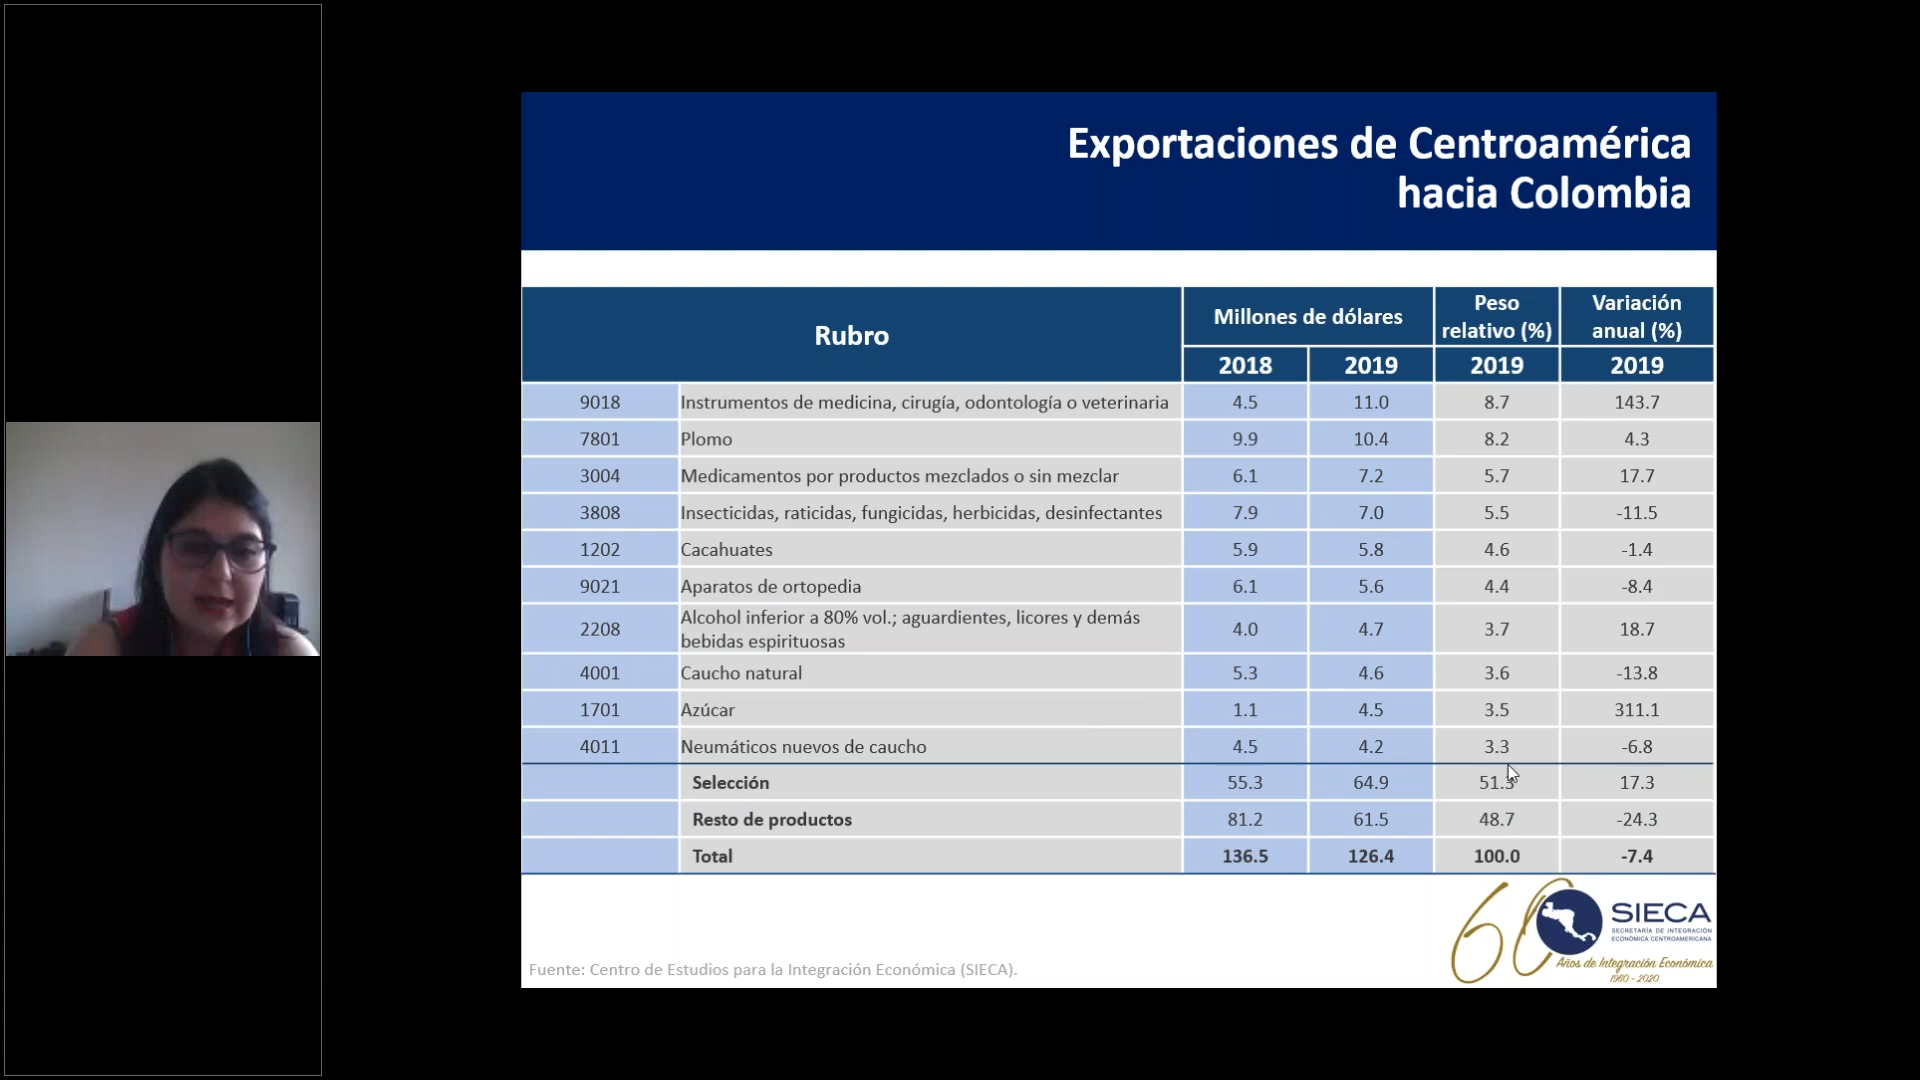 Exportaciones de Centroamérica
hacia Colombia
Rubro
Millones de dólares
Peso
relativo (%)
Variación
anual (%)
2018 2019 2019 2019
9018 Instrumentos de medicina, cirugía, odontología o veterinaria 4.5 11.0 8.7 143.7
7801 Plomo 9.9 10.4 8.2 4.3
3004 Medicamentos por productos mezclados o sin mezclar 6.1 7.2 5.7 17.7
3808 Insecticidas, raticidas, fungicidas, herbicidas, desinfectantes 7.9 7.0 5.5 -11.5
1202 Cacahuates 5.9 5.8 4.6 -1.4
9021 Aparatos de ortopedia 6.1 5.6 4.4 -8.4
2208 Alcohol inferior a 80% vol.; aguardientes, licores y demás
bebidas espirituosas 4.0 4.7 3.7 18.7
4001 Caucho natural 5.3 4.6 3.6 -13.8
1701 Azúcar 1.1 4.5 3.5 311.1
4011 Neumáticos nuevos de caucho 4.5 4.2 3.3 -6.8
Selección 55.3 64.9 51.3 17.3
Resto de productos 81.2 61.5 48.7 -24.3
Total 136.5 126.4 100.0 -7.4
60 SIECA
SECRETARÍA DE INTEGRACIÓN
ECONÓMICA CENTROAMERICANA
Años de Integración Económica
1960 - 2020
Fuente: Centro de Estudios para la Integración Económica (SIECA).